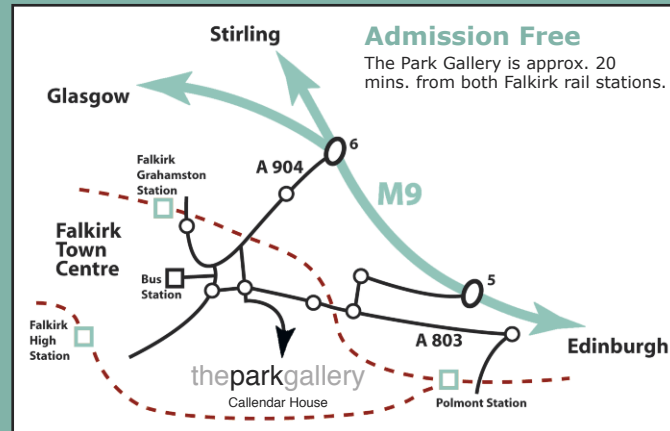 Stirling
Admission Free
The Park Gallery is approx. 20
mins. from both Falkirk rail stations.
Glasgow
6
Falkirk
Grahamston
Station
A 904
M9
Falkirk
Town
Centre
Bus
Station
5
Falkirk
High
Station
A 803
Edinburgh
theparkgallery
Callendar House
Polmont Station